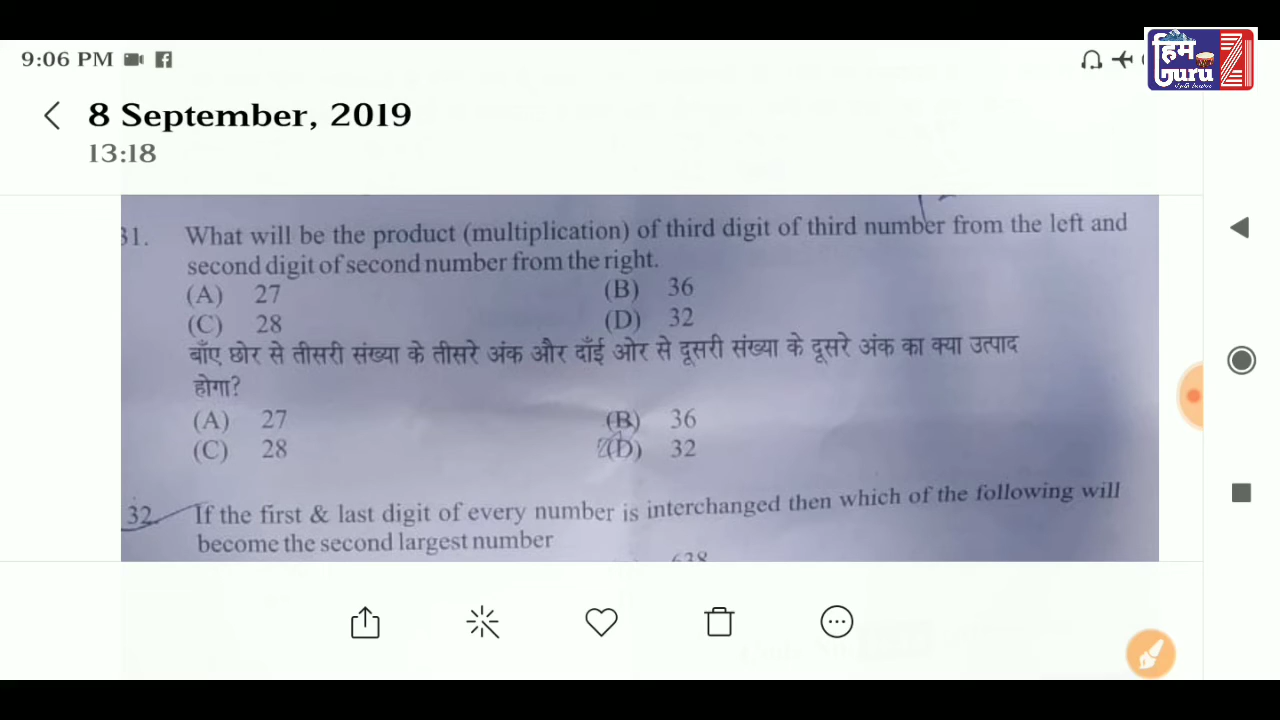 9:06 PM
हिम
Guru
8 September, 2019
13:18
31. What will be the product (multiplication) of third digit of third number from the left and
second digit of second number from the right.
(A) 27 (B) 36
(C) 28 (D) 32
बाँए छोर से तीसरी संख्या के तीसरे अंक और दाँई ओर से दूसरी संख्या के दूसरे अंक का क्या उत्पाद
होगा?
(A) 27 (B) 36
(C) 28 (D) 32
32. If the first & last digit of every number is interchanged then which of the following will
become the second largest number